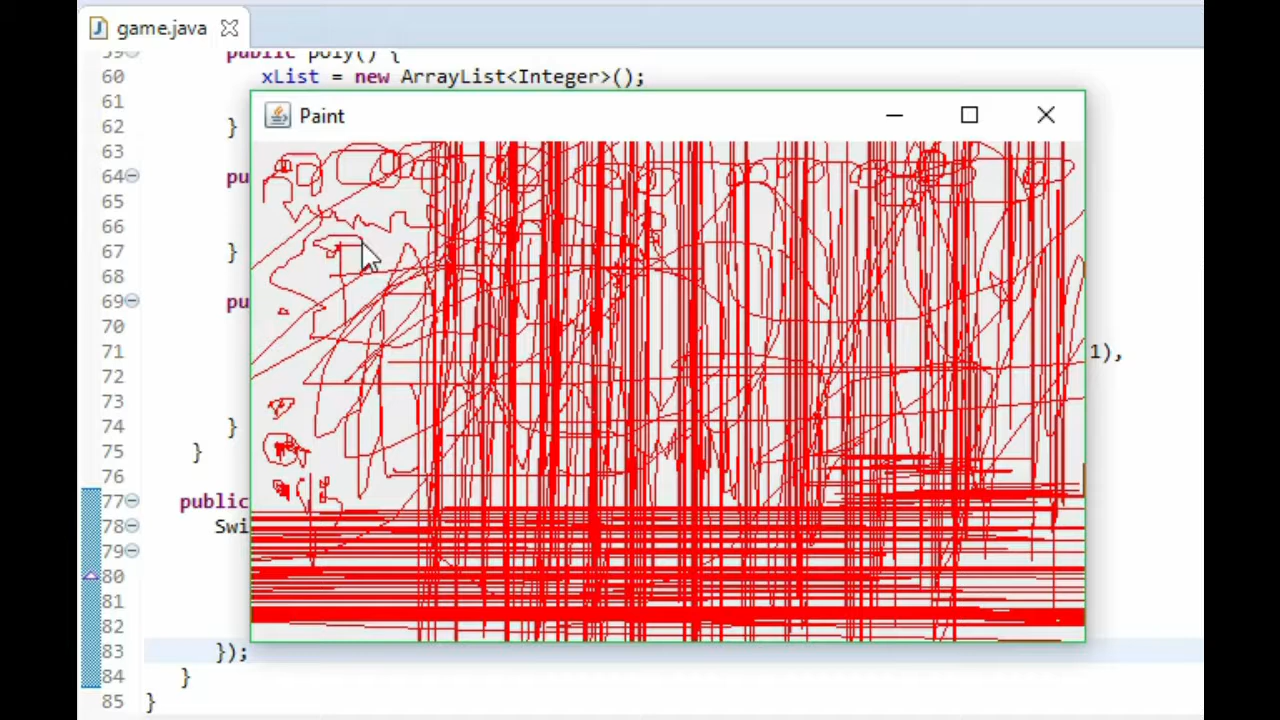 game.java
59 public poly() {
60 xList = new ArrayList<Integer>();
Paint
61
62 }
63
64 pu
65
66
67 }
68
69 pu
70
71 1),
72
73
74 }
75 }
76
77 public
78 Swi
79
80
81
82
83 });
84 }
85 }